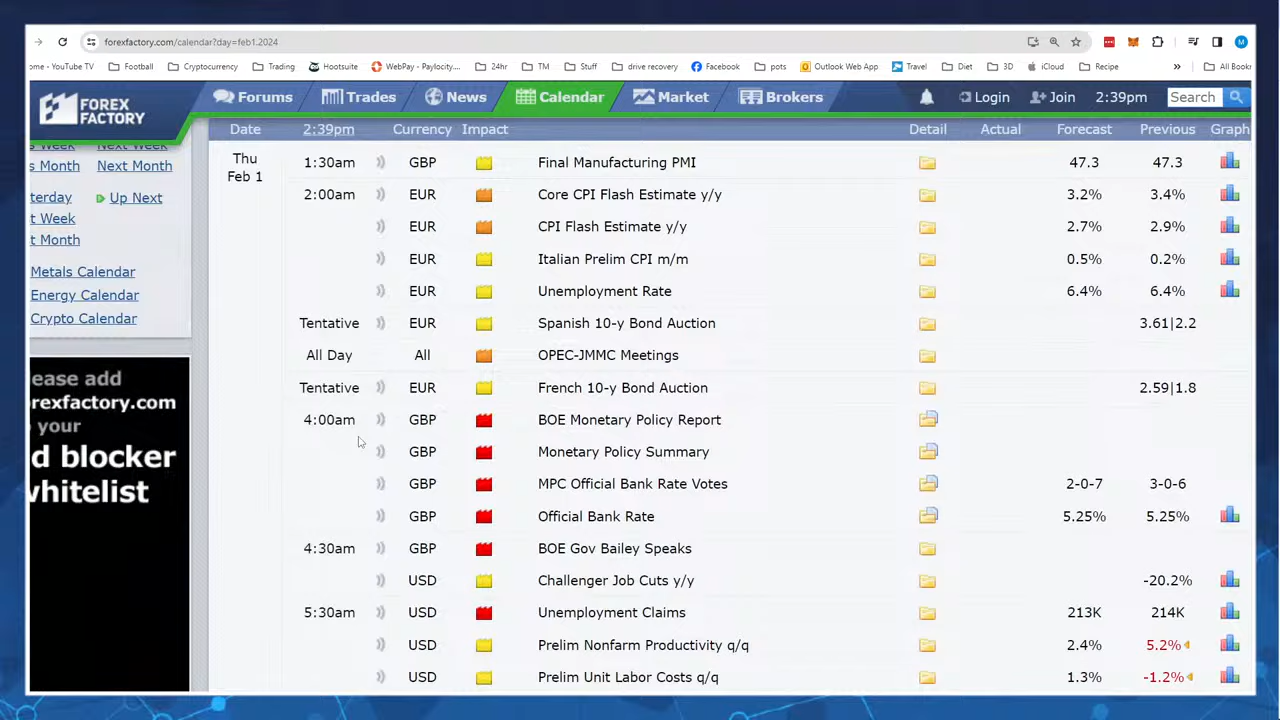 forexfactory.com/calendar?day=feb1.2024
ome - YouTube TV Football Cryptocurrency Trading Hootsuite WebPay - Paylocity.... 24hr TM Stuff drive recovery Facebook pots Outlook Web App Travel Diet 3D iCloud Recipe » All Book
FOREX FACTORY Forums Trades News Calendar Market Brokers Login Join 2:39pm Search
Date 2:39pm Currency Impact Detail Actual Forecast Previous Graph
s Week Next Week
s Month Next Month
terday Up Next
t Week
t Month
Metals Calendar
Energy Calendar
Crypto Calendar
lease add
rexfactory.com
o your
d blocker
whitelist
Thu Feb 1
1:30am GBP Final Manufacturing PMI 47.3 47.3
2:00am EUR Core CPI Flash Estimate y/y 3.2% 3.4%
EUR CPI Flash Estimate y/y 2.7% 2.9%
EUR Italian Prelim CPI m/m 0.5% 0.2%
EUR Unemployment Rate 6.4% 6.4%
Tentative EUR Spanish 10-y Bond Auction 3.61|2.2
All Day All OPEC-JMMC Meetings
Tentative EUR French 10-y Bond Auction 2.59|1.8
4:00am GBP BOE Monetary Policy Report
GBP Monetary Policy Summary
GBP MPC Official Bank Rate Votes 2-0-7 3-0-6
GBP Official Bank Rate 5.25% 5.25%
4:30am GBP BOE Gov Bailey Speaks
USD Challenger Job Cuts y/y -20.2%
5:30am USD Unemployment Claims 213K 214K
USD Prelim Nonfarm Productivity q/q 2.4% 5.2%
USD Prelim Unit Labor Costs q/q 1.3% -1.2%